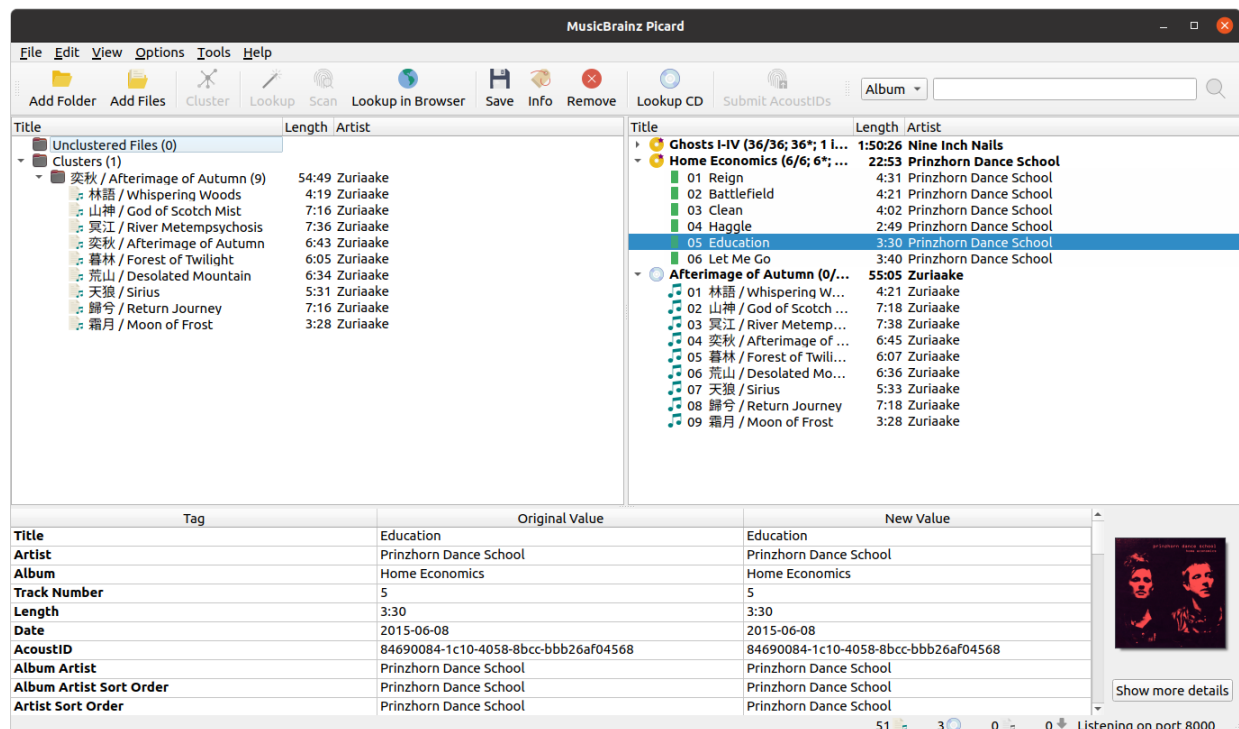 MusicBrainz Picard
File Edit View Options Tools Help
Add Folder Add Files Cluster Lookup Scan Lookup in Browser Save Info Remove Lookup CD Submit AcoustIDs Album
Title Length Artist
Unclustered Files (0)
Clusters (1)
奕秋 / Afterimage of Autumn (9) 54:49 Zuriaake
林語 / Whispering Woods 4:19 Zuriaake
山神 / God of Scotch Mist 7:16 Zuriaake
冥江 / River Metempsychosis 7:36 Zuriaake
奕秋 / Afterimage of Autumn 6:43 Zuriaake
暮林 / Forest of Twilight 6:05 Zuriaake
荒山 / Desolated Mountain 6:34 Zuriaake
天狼 / Sirius 5:31 Zuriaake
歸兮 / Return Journey 7:16 Zuriaake
霜月 / Moon of Frost 3:28 Zuriaake
Title Length Artist
Ghosts I-IV (36/36; 36*; 1 i... 1:50:26 Nine Inch Nails
Home Economics (6/6; 6*; ... 22:53 Prinzhorn Dance School
01 Reign 4:31 Prinzhorn Dance School
02 Battlefield 4:21 Prinzhorn Dance School
03 Clean 4:02 Prinzhorn Dance School
04 Haggle 2:49 Prinzhorn Dance School
05 Education 3:30 Prinzhorn Dance School
06 Let Me Go 3:40 Prinzhorn Dance School
Afterimage of Autumn (0/... 55:05 Zuriaake
01 林語 / Whispering W... 4:21 Zuriaake
02 山神 / God of Scotch ... 7:18 Zuriaake
03 冥江 / River Metemp... 7:38 Zuriaake
04 奕秋 / Afterimage of ... 6:45 Zuriaake
05 暮林 / Forest of Twili... 6:07 Zuriaake
06 荒山 / Desolated Mo... 6:36 Zuriaake
07 天狼 / Sirius 5:33 Zuriaake
08 歸兮 / Return Journey 7:18 Zuriaake
09 霜月 / Moon of Frost 3:28 Zuriaake
Tag Original Value New Value
Title Education Education
Artist Prinzhorn Dance School Prinzhorn Dance School
Album Home Economics Home Economics
Track Number 5 5
Length 3:30 3:30
Date 2015-06-08 2015-06-08
AcoustID 84690084-1c10-4058-8bcc-bbb26af04568 84690084-1c10-4058-8bcc-bbb26af04568
Album Artist Prinzhorn Dance School Prinzhorn Dance School
Album Artist Sort Order Prinzhorn Dance School Prinzhorn Dance School
Artist Sort Order Prinzhorn Dance School Prinzhorn Dance School
prinzhorn dance school
home economics
Show more details
51 3 0 0 Listening on port 8000